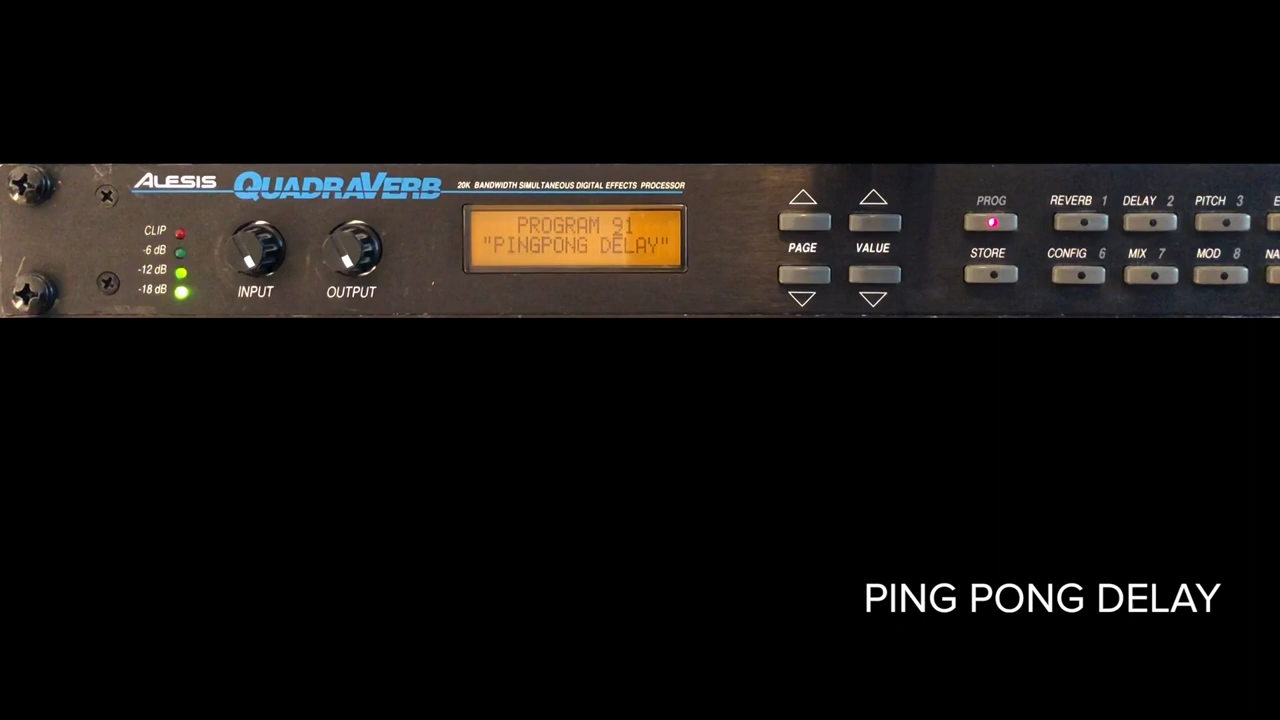 ALESIS QUADRAVERB 20K BANDWIDTH SIMULTANEOUS DIGITAL EFFECTS PROCESSOR
CLIP
-6 dB
-12 dB
-18 dB
INPUT
OUTPUT
PROGRAM 91
"PINGPONG DELAY"
PAGE
VALUE
PROG
REVERB 1
DELAY 2
PITCH 3
STORE
CONFIG 6
MIX 7
MOD 8
PING PONG DELAY